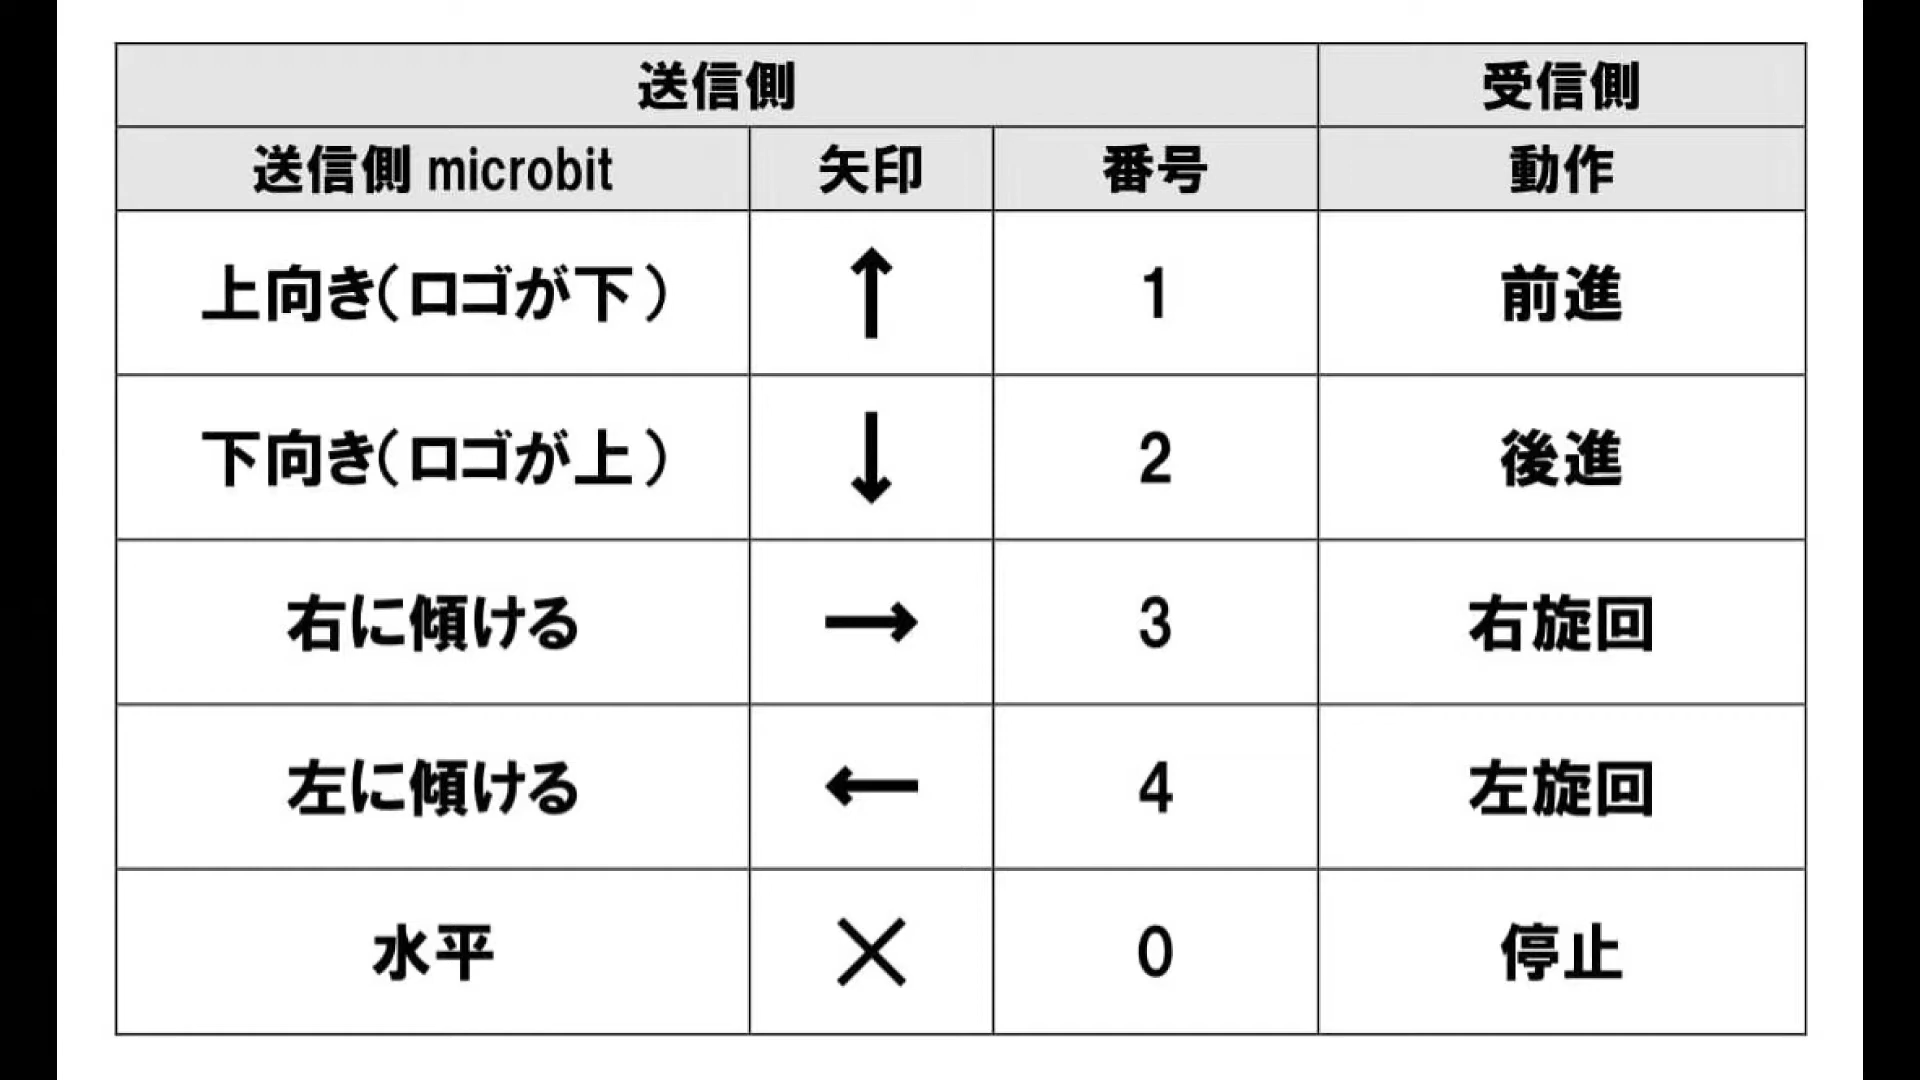 送信側 受信側
送信側 microbit 矢印 番号 動作
上向き(ロゴが下) ↑ 1 前進
下向き(ロゴが上) ↓ 2 後進
右に傾ける → 3 右旋回
左に傾ける ← 4 左旋回
水平 × 0 停止